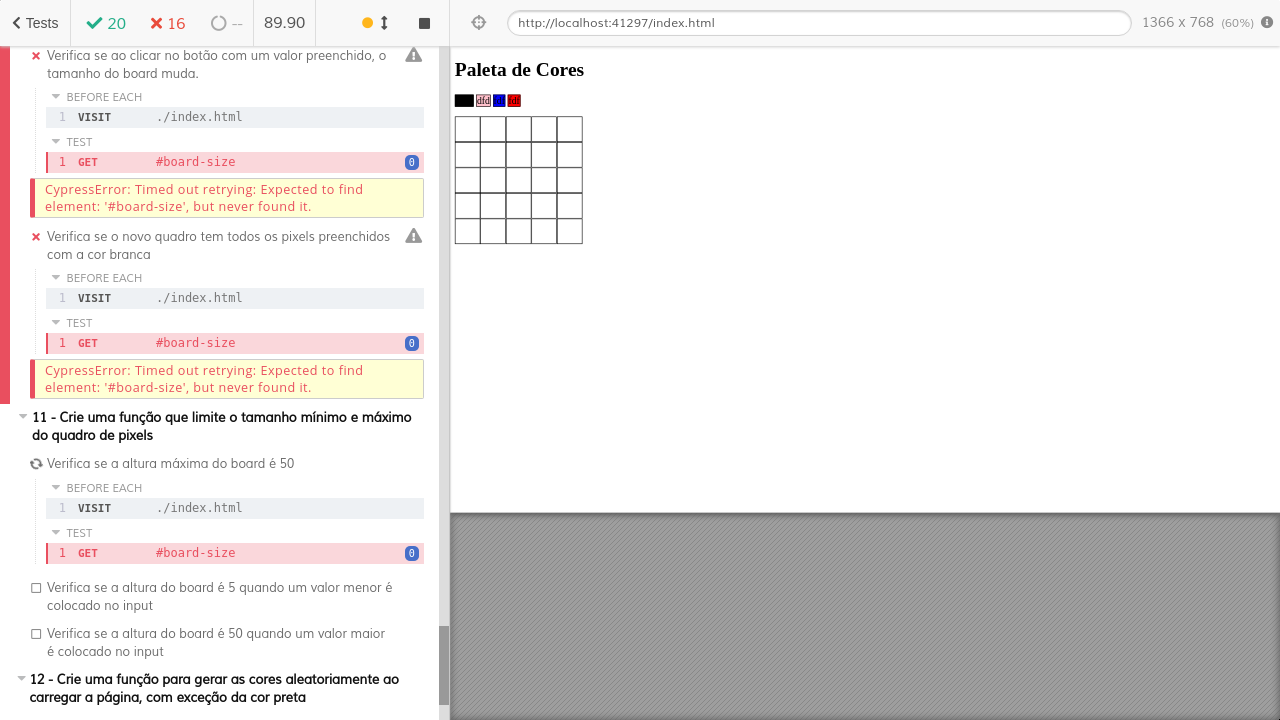 Tests 20 16 -- 89.90 http://localhost:41297/index.html 1366 x 768 (60%)
Verifica se ao clicar no botão com um valor preenchido, o
tamanho do board muda.
BEFORE EACH
1 VISIT ./index.html
TEST
1 GET #board-size 0
CypressError: Timed out retrying: Expected to find
element: '#board-size', but never found it.
Verifica se o novo quadro tem todos os pixels preenchidos
com a cor branca
BEFORE EACH
1 VISIT ./index.html
TEST
1 GET #board-size 0
CypressError: Timed out retrying: Expected to find
element: '#board-size', but never found it.
11 - Crie uma função que limite o tamanho mínimo e máximo
do quadro de pixels
Verifica se a altura máxima do board é 50
BEFORE EACH
1 VISIT ./index.html
TEST
1 GET #board-size 0
Verifica se a altura do board é 5 quando um valor menor é
colocado no input
Verifica se a altura do board é 50 quando um valor maior
é colocado no input
12 - Crie uma função para gerar as cores aleatoriamente ao
carregar a página, com exceção da cor preta
Paleta de Cores
dfd